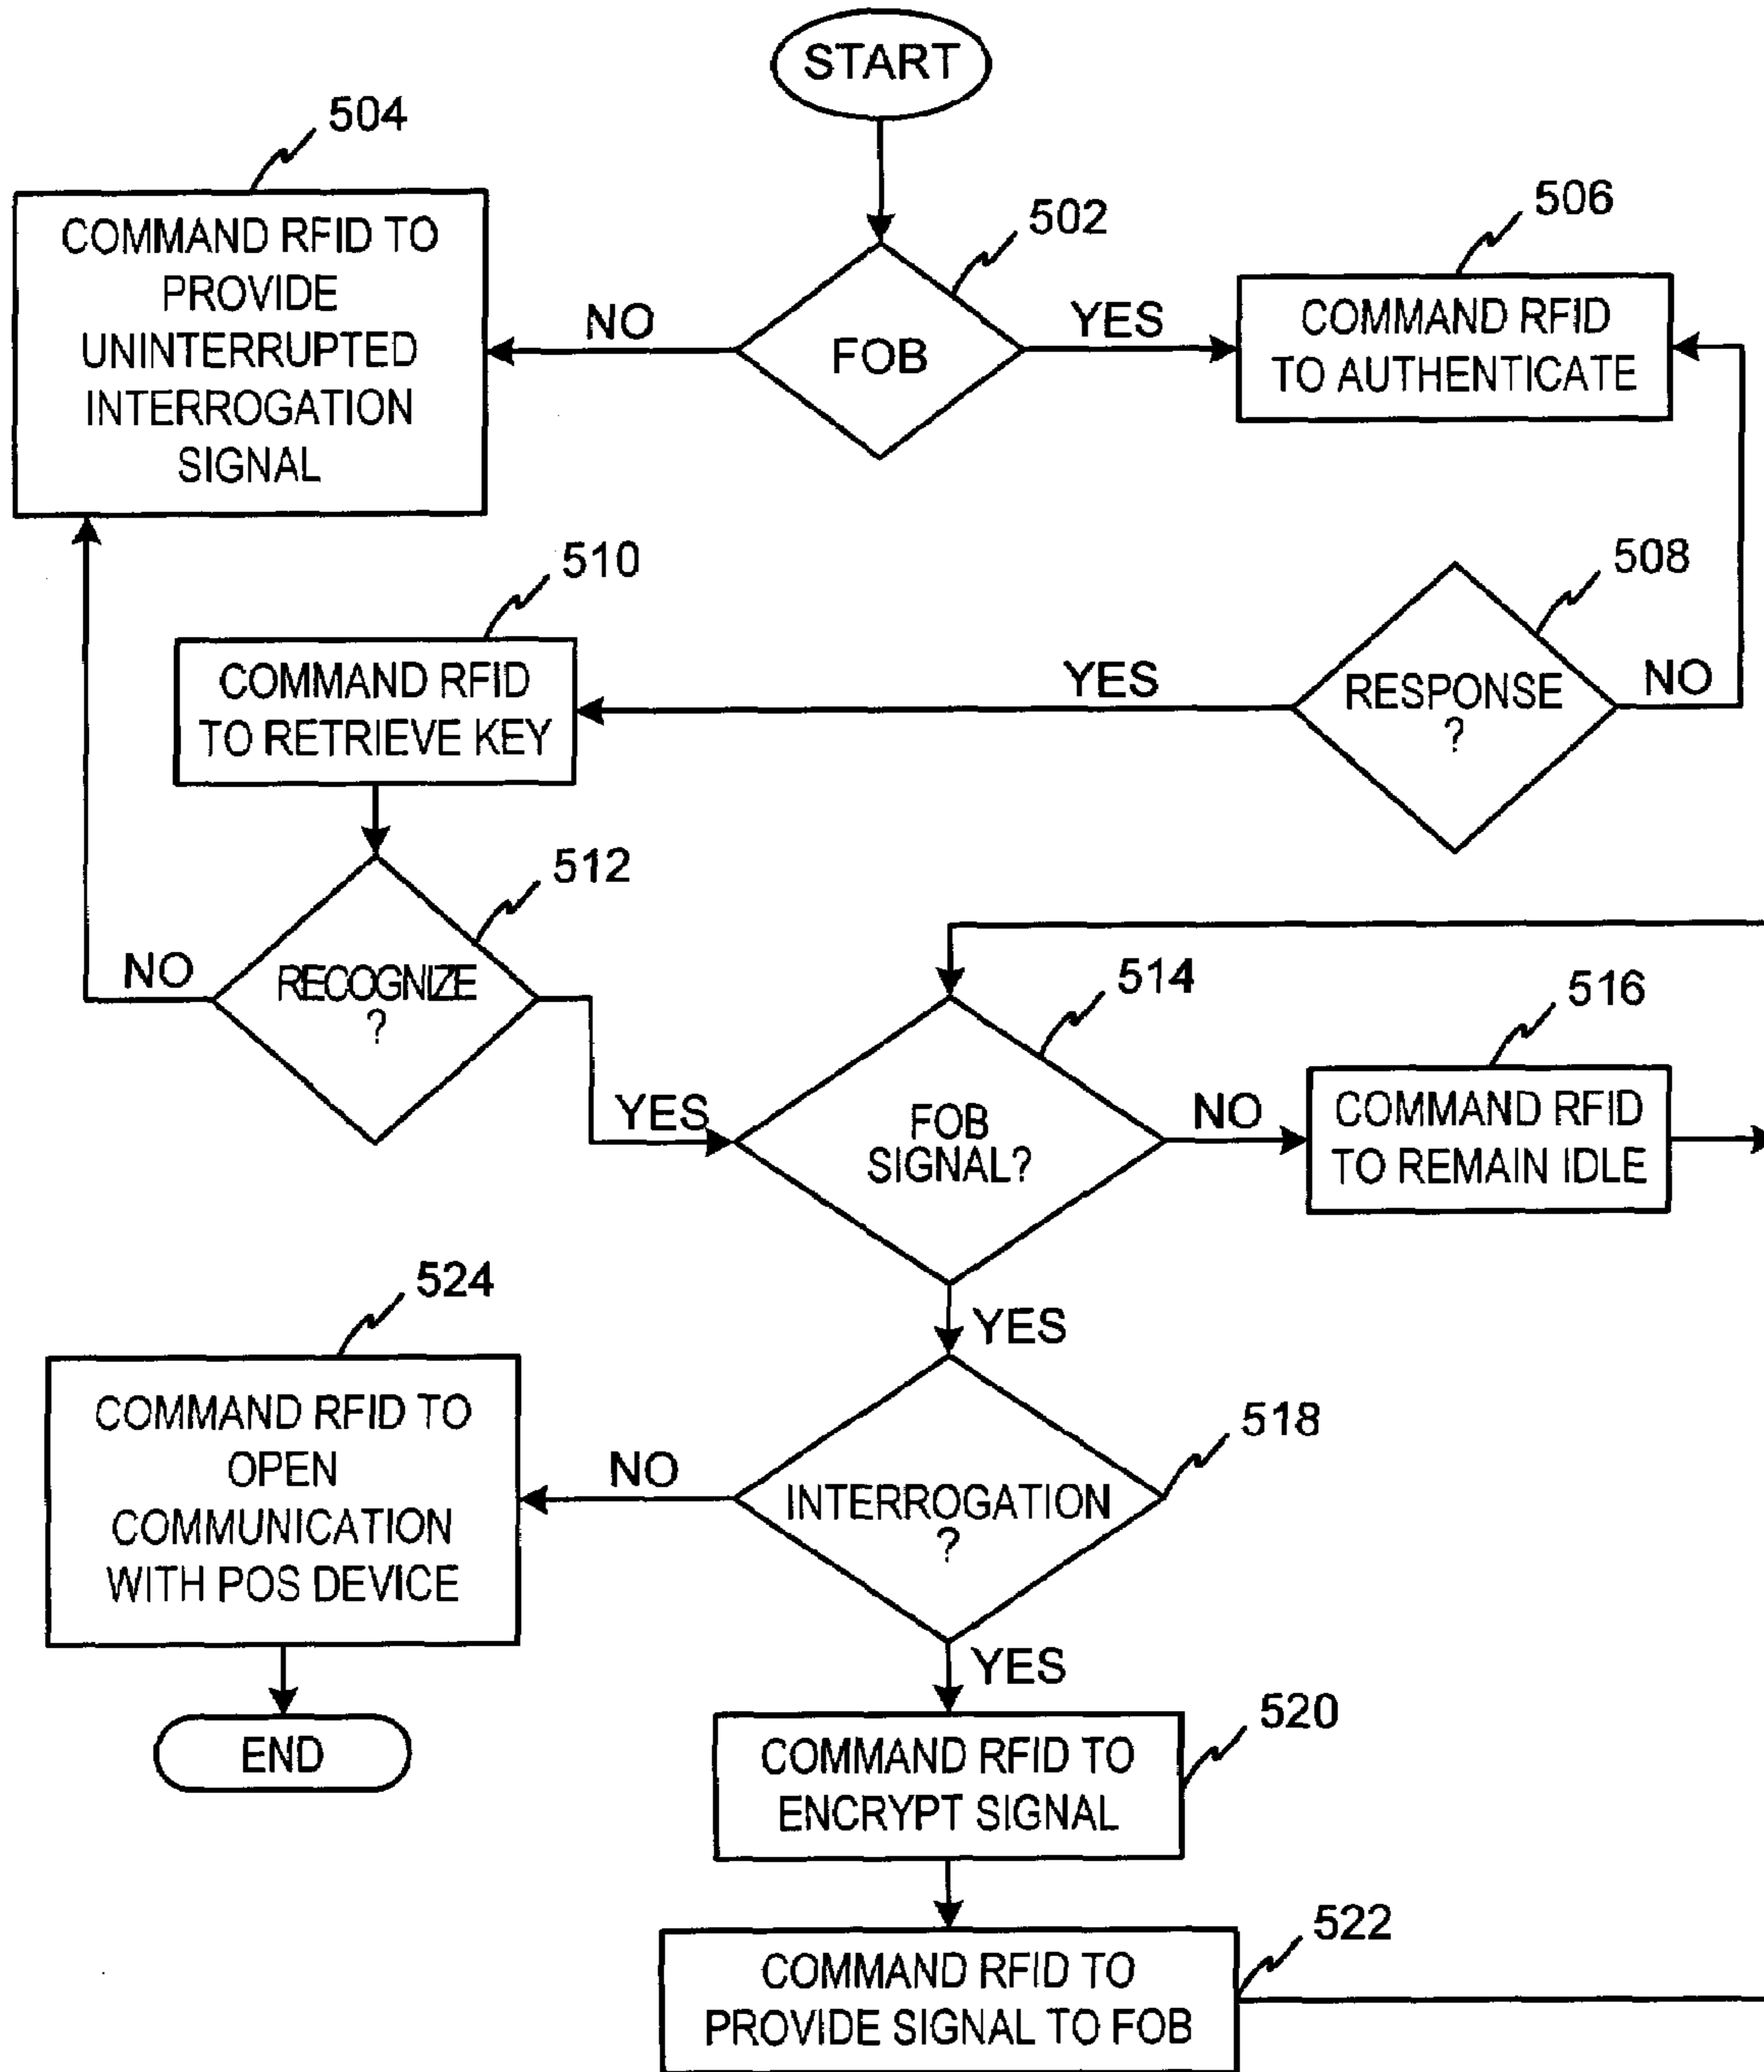 START
504
COMMAND RFID TO
PROVIDE
UNINTERRUPTED
INTERROGATION
SIGNAL
502
FOB
NO
YES
506
COMMAND RFID
TO AUTHENTICATE
508
RESPONSE
?
NO
YES
510
COMMAND RFID
TO RETRIEVE KEY
512
RECOGNIZE
?
NO
YES
514
FOB
SIGNAL?
NO
516
COMMAND RFID
TO REMAIN IDLE
YES
518
INTERROGATION
?
NO
524
COMMAND RFID TO
OPEN
COMMUNICATION
WITH POS DEVICE
END
YES
520
COMMAND RFID TO
ENCRYPT SIGNAL
522
COMMAND RFID TO
PROVIDE SIGNAL TO FOB